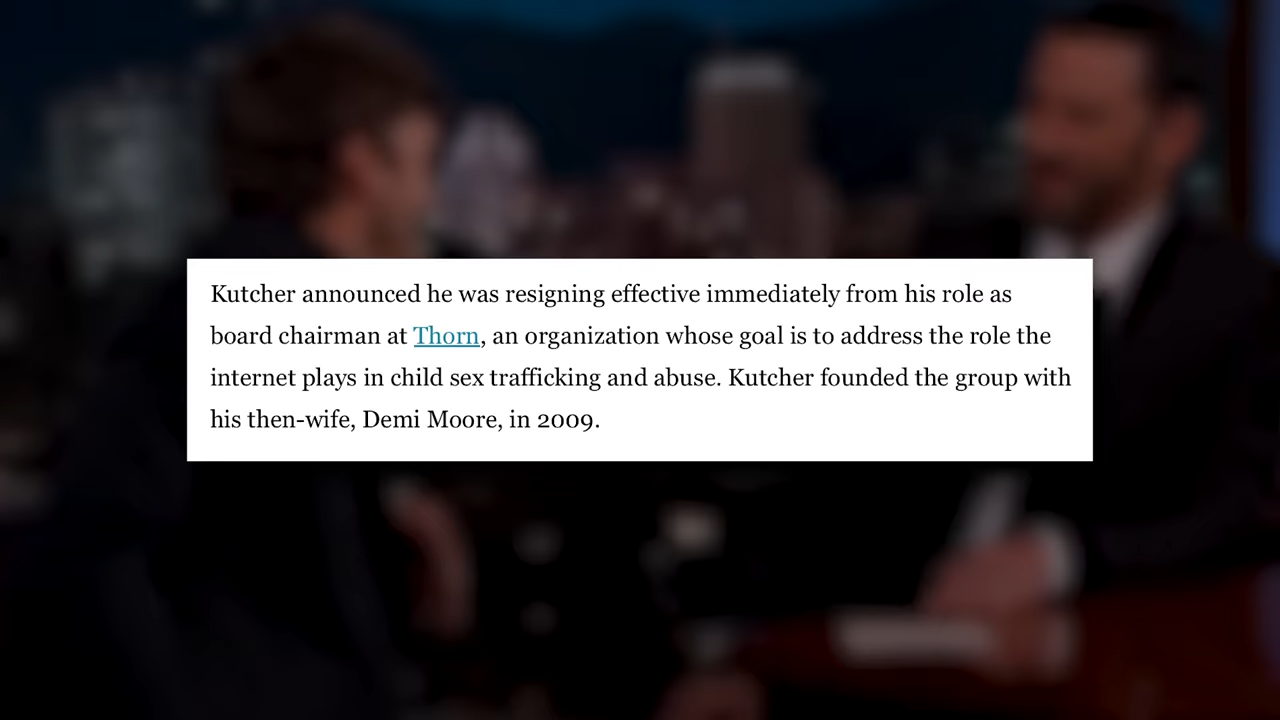 Kutcher announced he was resigning effective immediately from his role as
board chairman at Thorn, an organization whose goal is to address the role the
internet plays in child sex trafficking and abuse. Kutcher founded the group with
his then-wife, Demi Moore, in 2009.